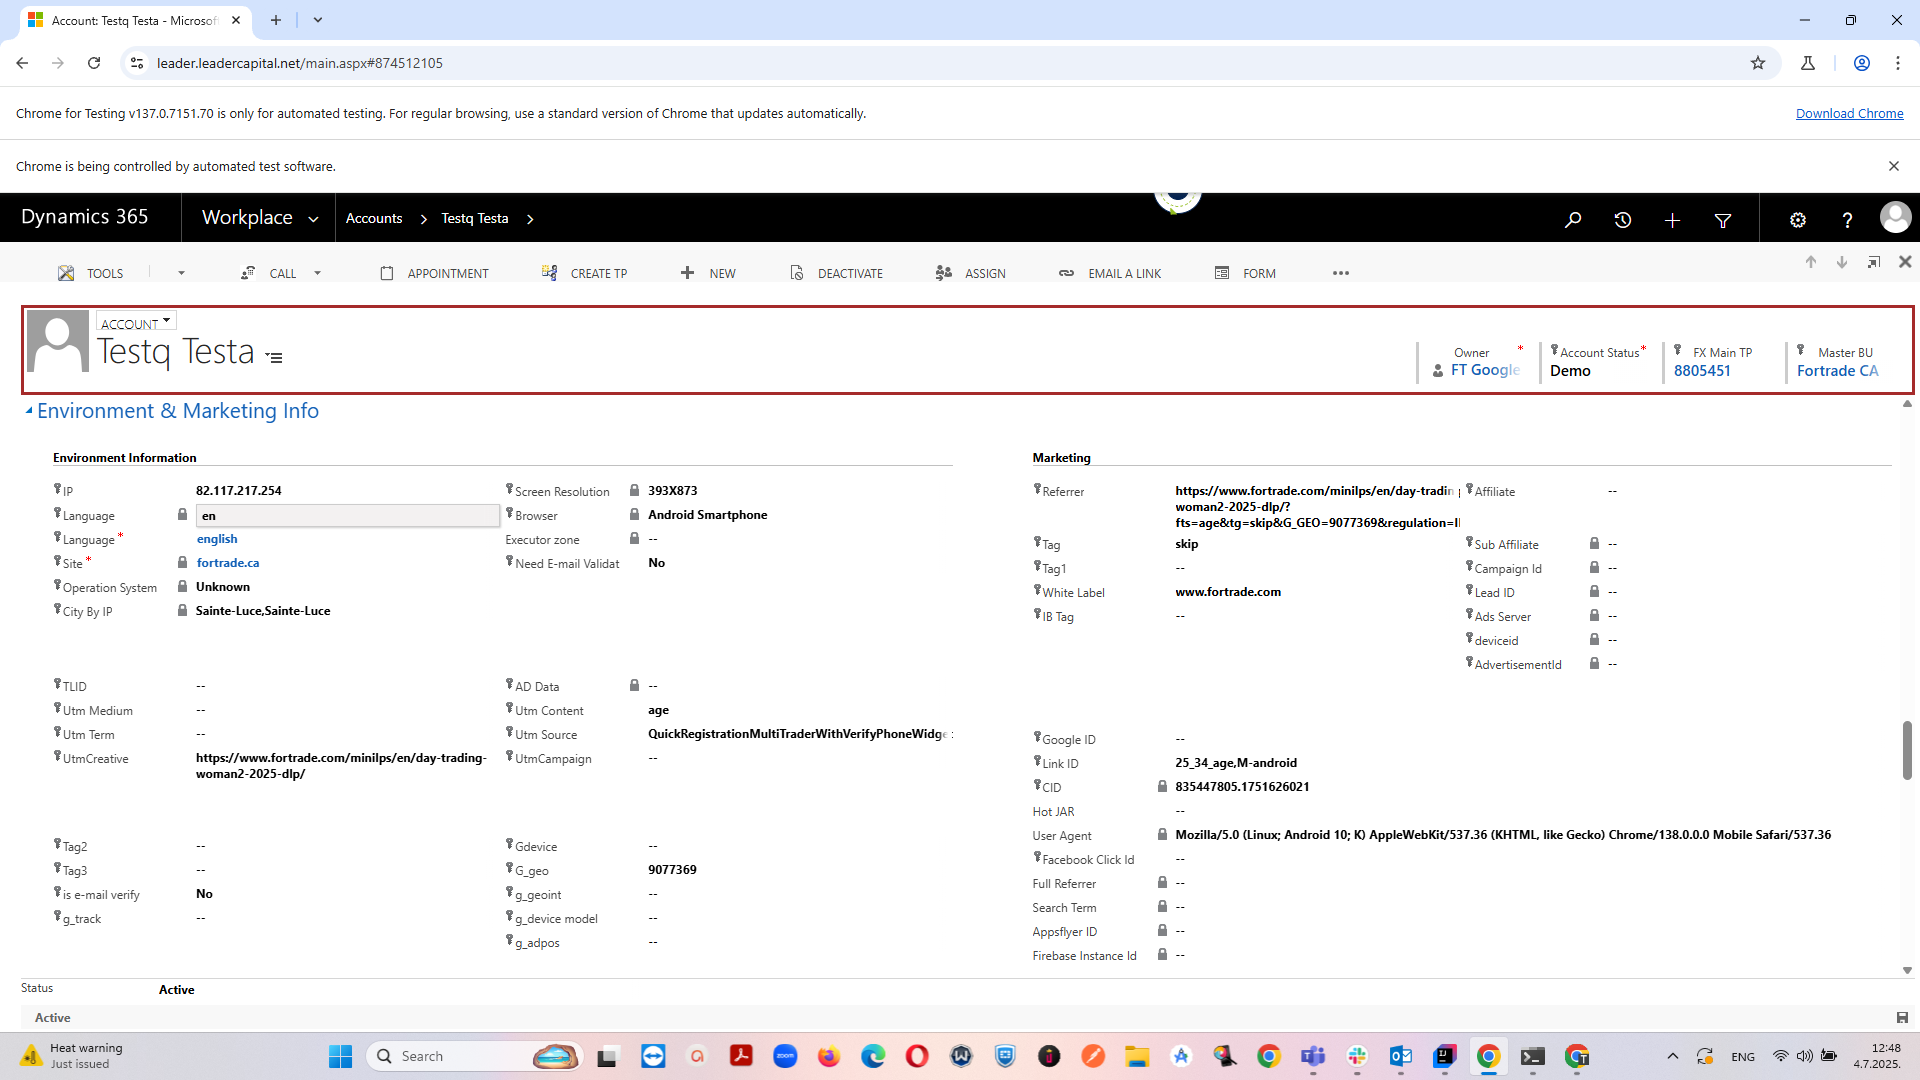 Account: Testq Testa - Microsof
leader.leadercapital.net/main.aspx#874512105
Chrome for Testing v137.0.7151.70 is only for automated testing. For regular browsing, use a standard version of Chrome that updates automatically.
Download Chrome
Chrome is being controlled by automated test software.
Dynamics 365
Workplace
Accounts
Testq Testa
TOOLS
CALL
APPOINTMENT
CREATE TP
NEW
DEACTIVATE
ASSIGN
EMAIL A LINK
FORM
ACCOUNT
Testq Testa
Owner *
FT Google
Account Status *
Demo
FX Main TP
8805451
Master BU
Fortrade CA
Environment & Marketing Info
Environment Information
IP 82.117.217.254
Language en
Language * english
Site * fortrade.ca
Operation System Unknown
City By IP Sainte-Luce,Sainte-Luce
Screen Resolution 393X873
Browser Android Smartphone
Executor zone --
Need E-mail Validat No
TLID --
Utm Medium --
Utm Term --
UtmCreative https://www.fortrade.com/minilps/en/day-trading-
woman2-2025-dlp/
AD Data --
Utm Content age
Utm Source QuickRegistrationMultiTraderWithVerifyPhoneWidge
UtmCampaign --
Tag2 --
Tag3 --
is e-mail verify No
g_track --
Gdevice --
G_geo 9077369
g_geoint --
g_device model --
g_adpos --
Marketing
Referrer https://www.fortrade.com/minilps/en/day-tradin
woman2-2025-dlp/?
fts=age&tg=skip&G_GEO=9077369&regulation=II
Tag skip
Tag1 --
White Label www.fortrade.com
IB Tag --
Affiliate --
Sub Affiliate --
Campaign Id --
Lead ID --
Ads Server --
deviceid --
AdvertisementId --
Google ID --
Link ID 25_34_age,M-android
CID 835447805.1751626021
Hot JAR --
User Agent Mozilla/5.0 (Linux; Android 10; K) AppleWebKit/537.36 (KHTML, like Gecko) Chrome/138.0.0.0 Mobile Safari/537.36
Facebook Click Id --
Full Referrer --
Search Term --
Appsflyer ID --
Firebase Instance Id --
Status Active
Active
Heat warning
Just issued
Search
zoom
ENG
12:48
4.7.2025.